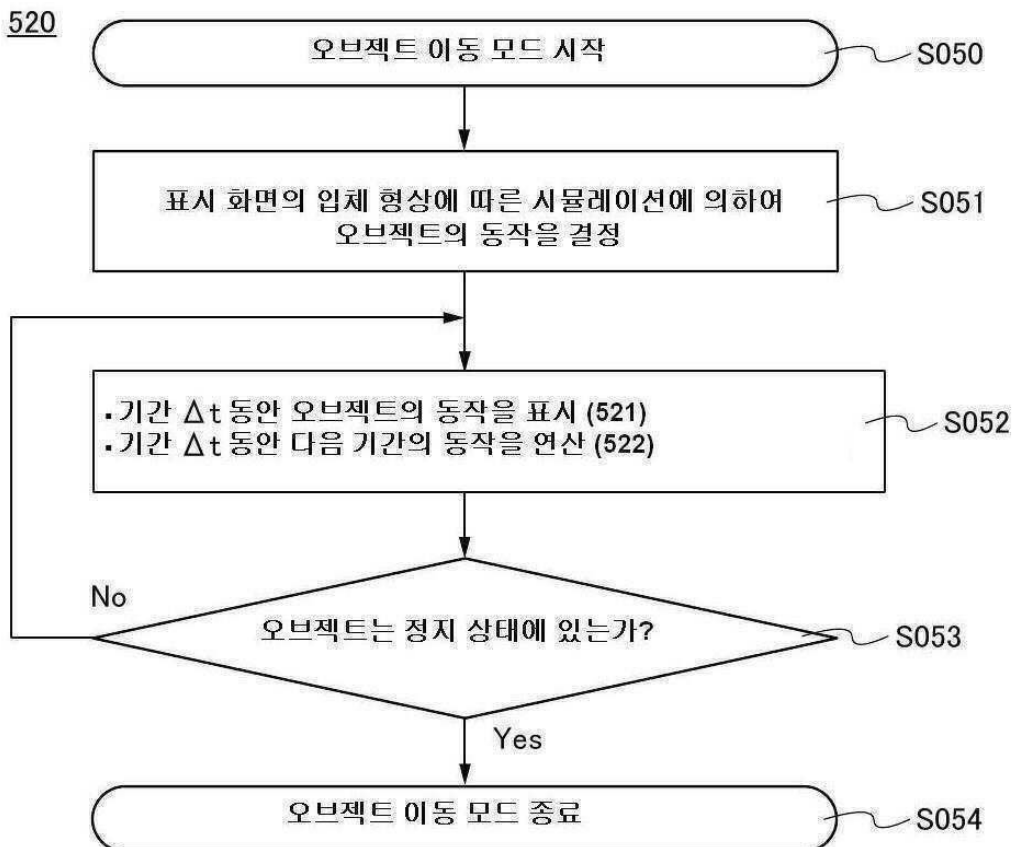 520
오브젝트 이동 모드 시작
S050
표시 화면의 입체 형상에 따른 시뮬레이션에 의하여
오브젝트의 동작을 결정
S051
▪기간 Δt 동안 오브젝트의 동작을 표시 (521)
▪기간 Δt 동안 다음 기간의 동작을 연산 (522)
S052
No
오브젝트는 정지 상태에 있는가?
S053
Yes
오브젝트 이동 모드 종료
S054